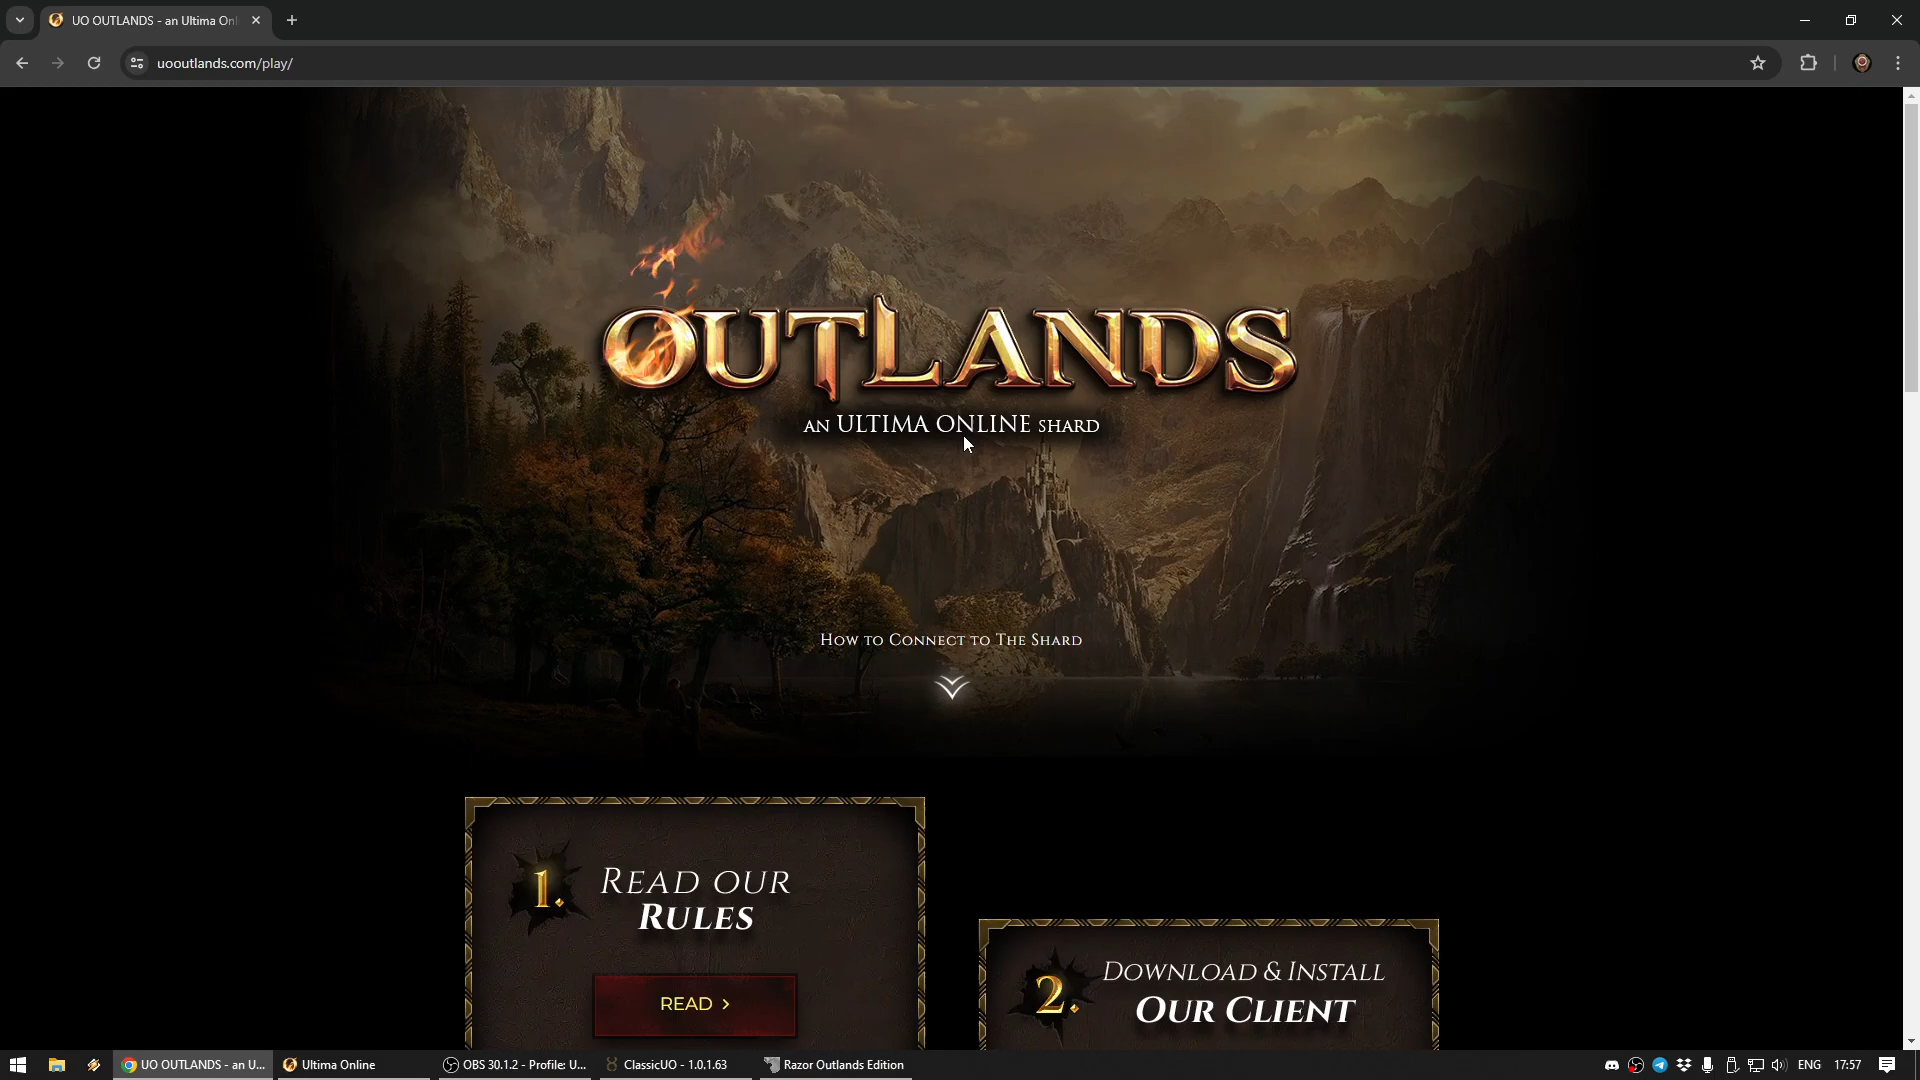 UO OUTLANDS - an Ultima Onl
uooutlands.com/play/
OUTLANDS
AN ULTIMA ONLINE SHARD
HOW TO CONNECT TO THE SHARD
1. READ OUR
RULES
READ >
2. DOWNLOAD & INSTALL
OUR CLIENT
UO OUTLANDS - an U... Ultima Online OBS 30.1.2 - Profile: U... ClassicUO - 1.0.1.63 Razor Outlands Edition ENG 17:57